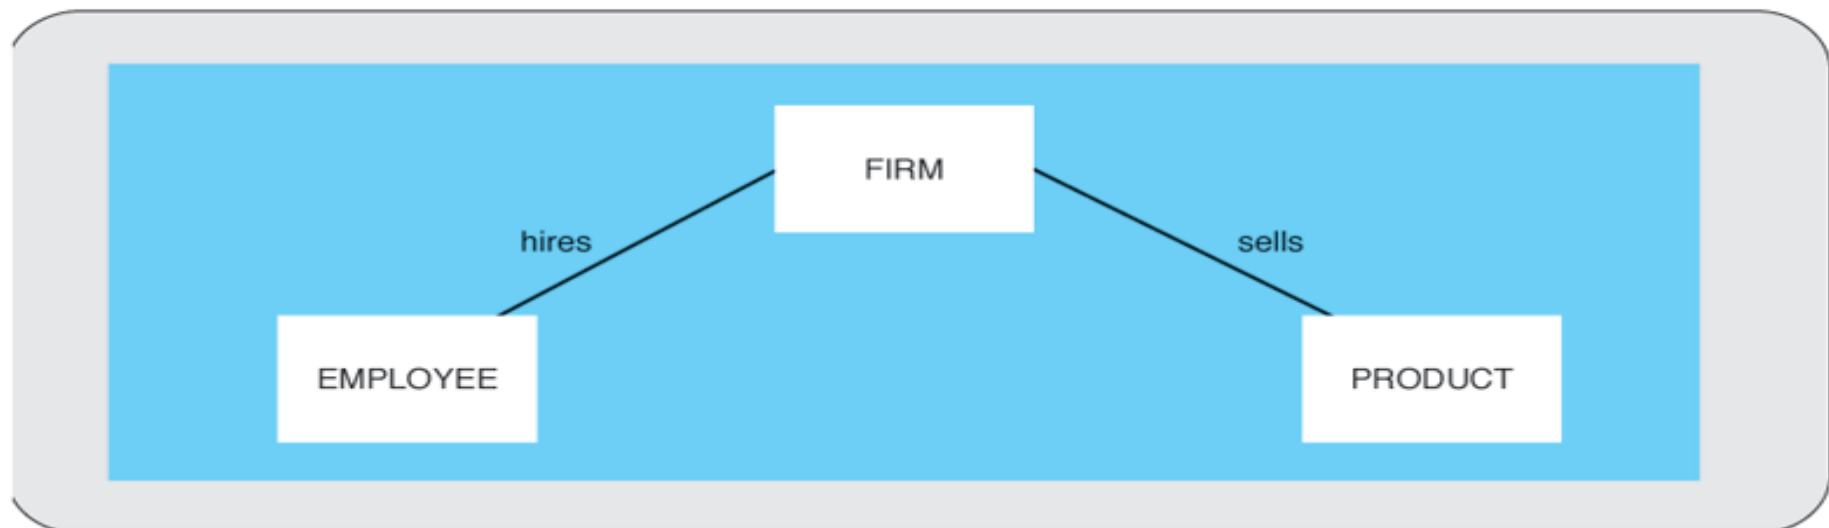 FIRM
hires
sells
EMPLOYEE
PRODUCT